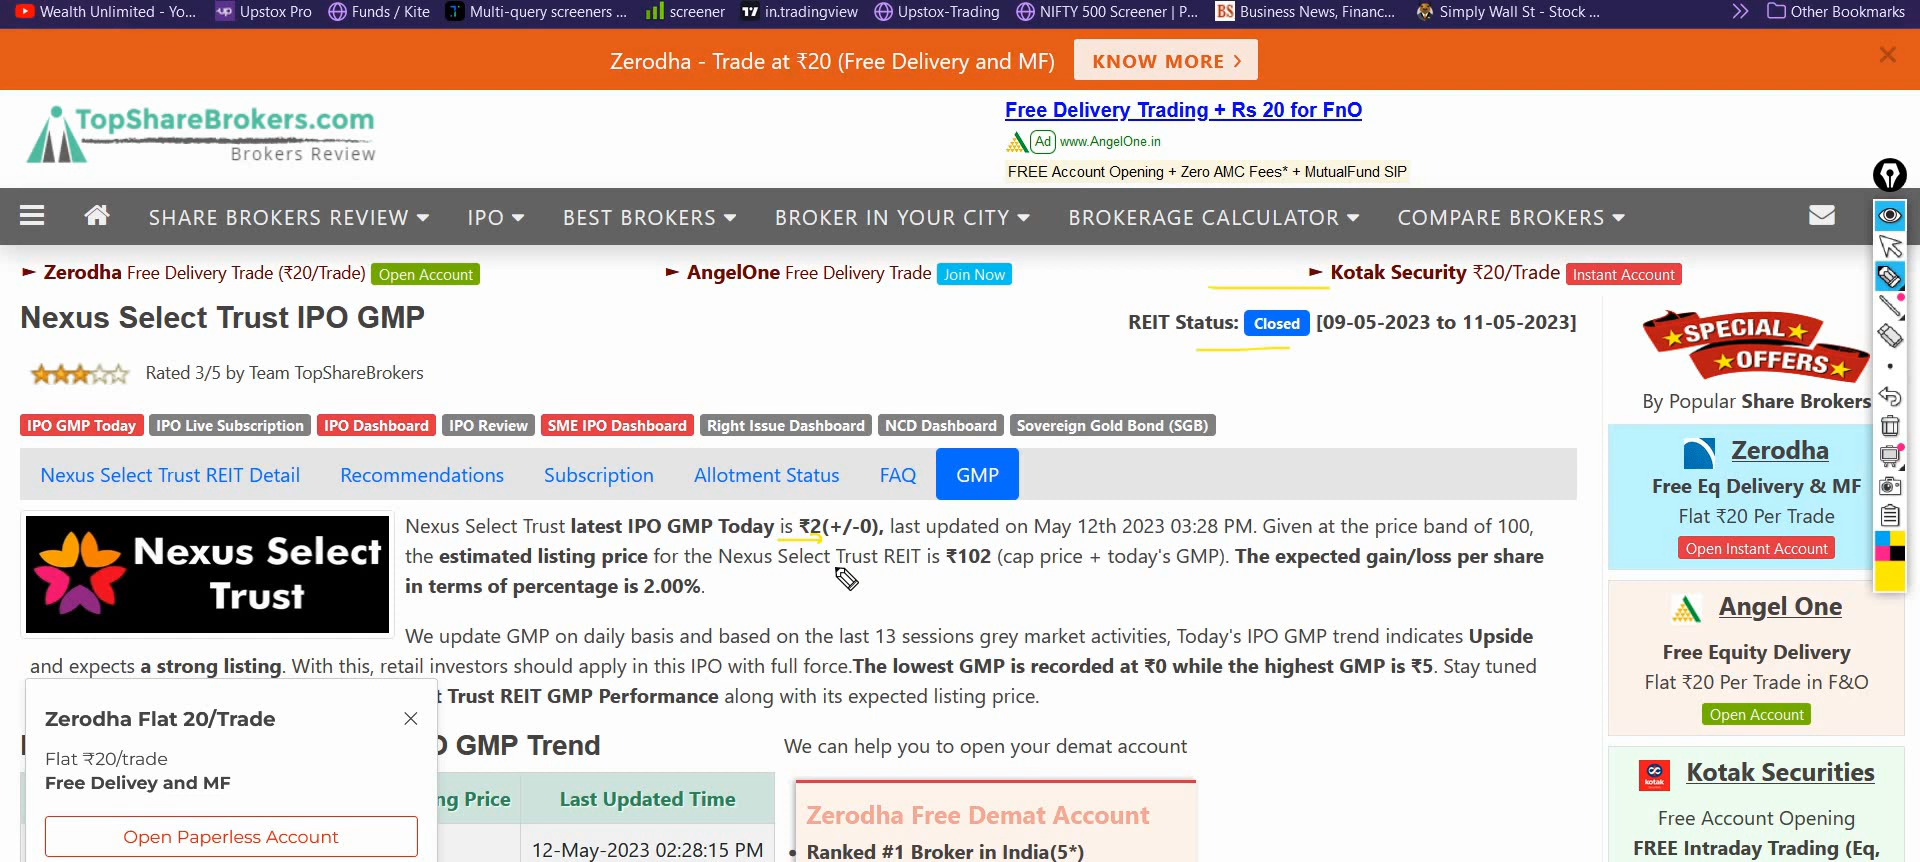 Wealth Unlimited - Yo...
Upstox Pro
Funds / Kite
Multi-query screeners ...
screener
in.tradingview
Upstox-Trading
NIFTY 500 Screener | P...
BS Business News, Financ...
Simply Wall St - Stock ...
Other Bookmarks
Zerodha - Trade at ₹20 (Free Delivery and MF)
KNOW MORE
TopShareBrokers.com
Brokers Review
Free Delivery Trading + Rs 20 for FnO
Ad www.AngelOne.in
FREE Account Opening + Zero AMC Fees* + MutualFund SIP
SHARE BROKERS REVIEW
IPO
BEST BROKERS
BROKER IN YOUR CITY
BROKERAGE CALCULATOR
COMPARE BROKERS
► Zerodha Free Delivery Trade (₹20/Trade) Open Account
► AngelOne Free Delivery Trade Join Now
► Kotak Security ₹20/Trade Instant Account
Nexus Select Trust IPO GMP
REIT Status: Closed [09-05-2023 to 11-05-2023]
Rated 3/5 by Team TopShareBrokers
IPO GMP Today
IPO Live Subscription
IPO Dashboard
IPO Review
SME IPO Dashboard
Right Issue Dashboard
NCD Dashboard
Sovereign Gold Bond (SGB)
Nexus Select Trust REIT Detail
Recommendations
Subscription
Allotment Status
FAQ
GMP
Nexus Select
Trust
Nexus Select Trust latest IPO GMP Today is ₹2(+/-0), last updated on May 12th 2023 03:28 PM. Given at the price band of 100,
the estimated listing price for the Nexus Select Trust REIT is ₹102 (cap price + today's GMP). The expected gain/loss per share
in terms of percentage is 2.00%.
We update GMP on daily basis and based on the last 13 sessions grey market activities, Today's IPO GMP trend indicates Upside
and expects a strong listing. With this, retail investors should apply in this IPO with full force.The lowest GMP is recorded at ₹0 while the highest GMP is ₹5. Stay tuned
t Trust REIT GMP Performance along with its expected listing price.
GMP Trend
ng Price
Last Updated Time
12-May-2023 02:28:15 PM
We can help you to open your demat account
Zerodha Free Demat Account
• Ranked #1 Broker in India(5*)
Zerodha Flat 20/Trade
Flat ₹20/trade
Free Delivey and MF
Open Paperless Account
SPECIAL
OFFERS
By Popular Share Brokers
Zerodha
Free Eq Delivery & MF
Flat ₹20 Per Trade
Open Instant Account
Angel One
Free Equity Delivery
Flat ₹20 Per Trade in F&O
Open Account
kotak
Kotak Securities
Free Account Opening
FREE Intraday Trading (Eq,